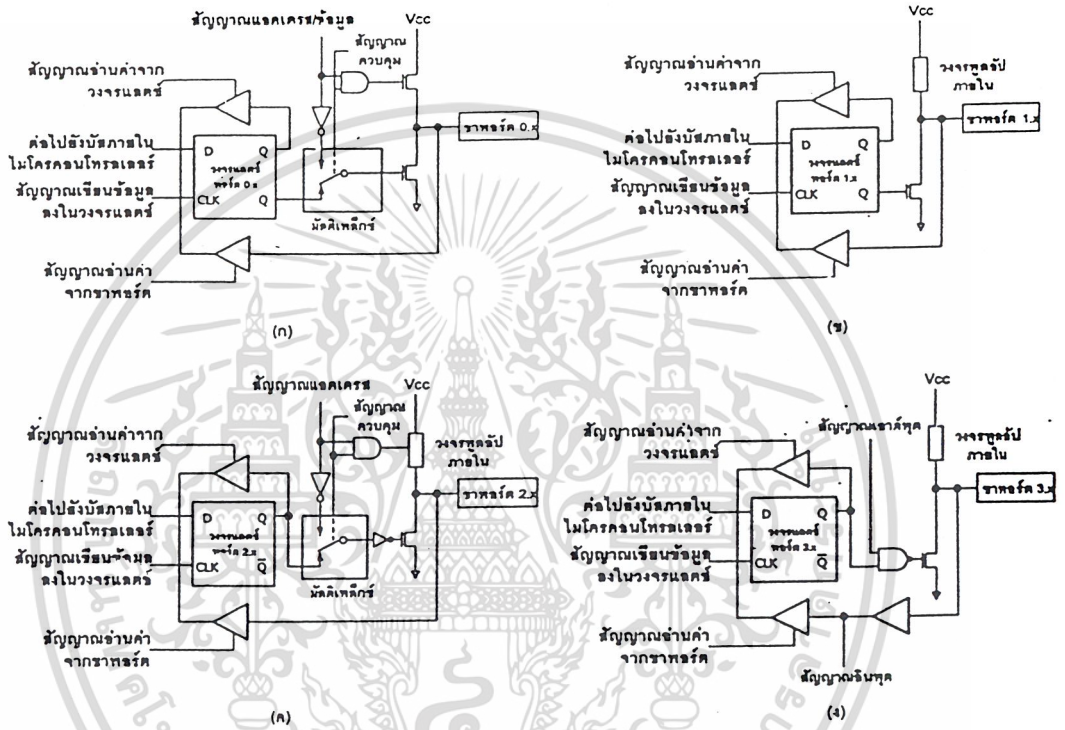 สัญญาณแอดเดรส/ข้อมูล
Vcc
สัญญาณ
ควบคุม
สัญญาณอ่านค่าจาก
วงจรแลตช์
ขาพอร์ต 0.x
ต่อไปยังบัสภายใน
ไมโครคอนโทรลเลอร์
D Q
วงจรแลตช์
พอร์ต 0.x
สัญญาณเขียนข้อมูล
ลงในวงจรแลตช์
CLK Q
มัลติเพล็กซ์
สัญญาณอ่านค่า
จากขาพอร์ต
(ก)
Vcc
สัญญาณอ่านค่าจาก
วงจรแลตช์
วงจรพูลอัป
ภายใน
ขาพอร์ต 1.x
ต่อไปยังบัสภายใน
ไมโครคอนโทรลเลอร์
D Q
วงจรแลตช์
พอร์ต 1.x
สัญญาณเขียนข้อมูล
ลงในวงจรแลตช์
CLK Q
สัญญาณอ่านค่า
จากขาพอร์ต
(ข)
สัญญาณแอดเดรส
Vcc
สัญญาณ
ควบคุม
สัญญาณอ่านค่าจาก
วงจรแลตช์
วงจรพูลอัป
ภายใน
ขาพอร์ต 2.x
ต่อไปยังบัสภายใน
ไมโครคอนโทรลเลอร์
D Q
วงจรแลตช์
พอร์ต 2.x
สัญญาณเขียนข้อมูล
ลงในวงจรแลตช์
CLK Q̅
มัลติเพล็กซ์
สัญญาณอ่านค่า
จากขาพอร์ต
(ค)
Vcc
สัญญาณเอาต์พุต
สัญญาณอ่านค่าจาก
วงจรแลตช์
วงจรพูลอัป
ภายใน
ขาพอร์ต 3.x
ต่อไปยังบัสภายใน
ไมโครคอนโทรลเลอร์
D Q
วงจรแลตช์
พอร์ต 3.x
สัญญาณเขียนข้อมูล
ลงในวงจรแลตช์
CLK Q̅
สัญญาณอ่านค่า
จากขาพอร์ต
สัญญาณอินพุต
(ง)